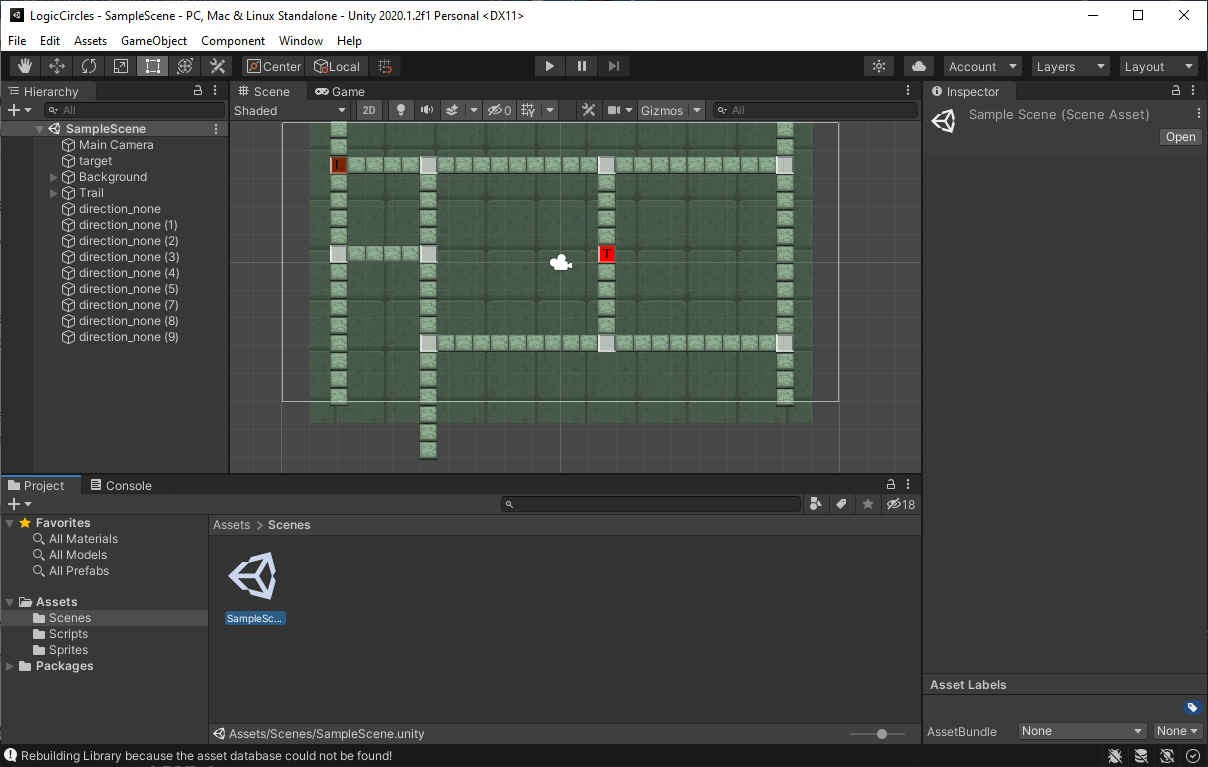 LogicCircles - SampleScene - PC, Mac & Linux Standalone - Unity 2020.1.2f1 Personal <DX11>
File Edit Assets GameObject Component Window Help
Center Local Account Layers Layout
Hierarchy
All
SampleScene
Main Camera
target
Background
Trail
direction_none
direction_none (1)
direction_none (2)
direction_none (3)
direction_none (4)
direction_none (5)
direction_none (7)
direction_none (8)
direction_none (9)
Scene Game
Shaded 2D 0 Gizmos All
L
T
Inspector
Sample Scene (Scene Asset)
Open
Project Console
18
Favorites
All Materials
All Models
All Prefabs
Assets
Scenes
Scripts
Sprites
Packages
Assets > Scenes
SampleSc...
Assets/Scenes/SampleScene.unity
Asset Labels
AssetBundle None None
Rebuilding Library because the asset database could not be found!